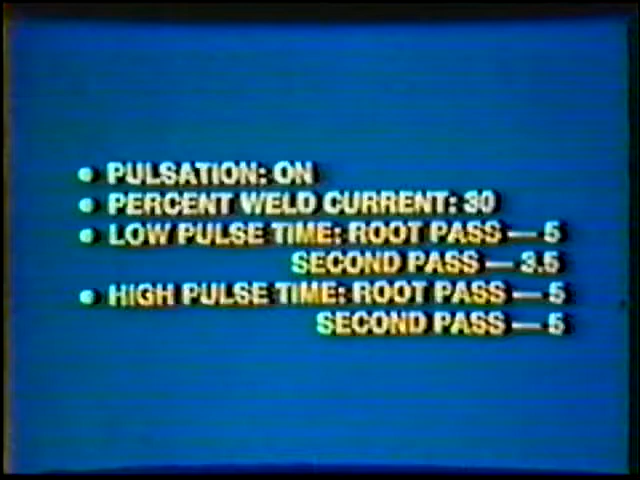 • PULSATION: ON
• PERCENT WELD CURRENT: 30
• LOW PULSE TIME: ROOT PASS — 5
SECOND PASS — 3.5
• HIGH PULSE TIME: ROOT PASS — 5
SECOND PASS — 5